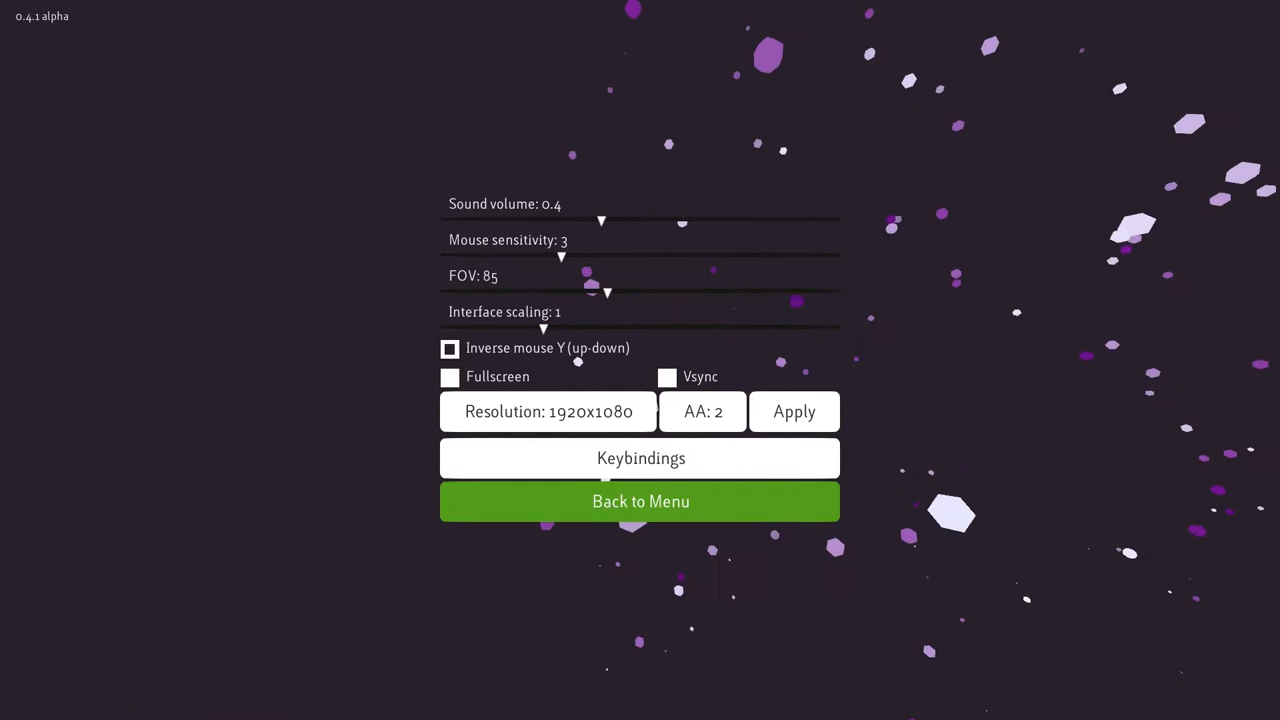 0.4.1 alpha
Sound volume: 0.4
Mouse sensitivity: 3
FOV: 85
Interface scaling: 1
Inverse mouse Y (up-down)
Fullscreen Vsync
Resolution: 1920x1080 AA: 2 Apply
Keybindings
Back to Menu